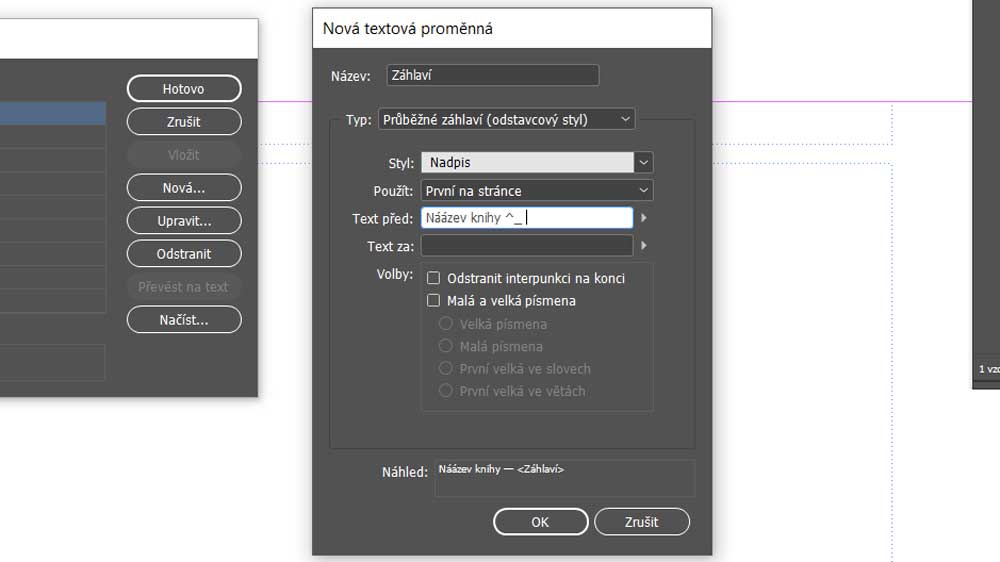 Nová textová proměnná
Název: Záhlaví
Typ: Průběžné záhlaví (odstavcový styl)
Styl: Nadpis
Použít: První na stránce
Text před: Náázev knihy ^_
Text za:
Volby:
Odstranit interpunkci na konci
Malá a velká písmena
Velká písmena
Malá písmena
První velká ve slovech
První velká ve větách
Náhled: Náázev knihy — <Záhlaví>
OK
Zrušit
Hotovo
Zrušit
Vložit
Nová...
Upravit...
Odstranit
Převést na text
Načíst...